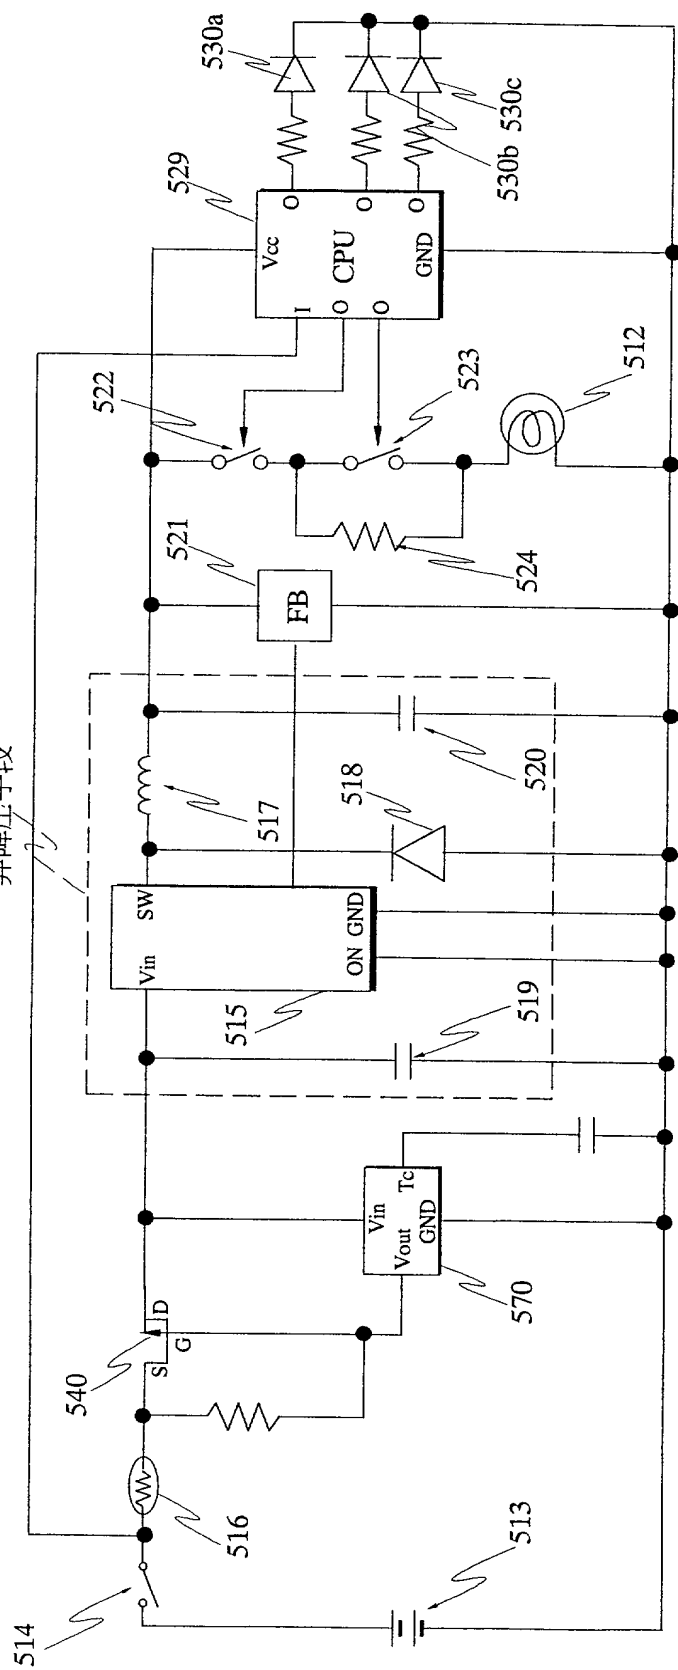 514
513
516
540
S
D
G
570
Vin
Vout
GND
Tc
519
515
Vin
SW
ON GND
518
517
520
521
FB
524
522
523
512
529
Vcc
I
O
O
CPU
GND
O
O
O
530a
530b
530c